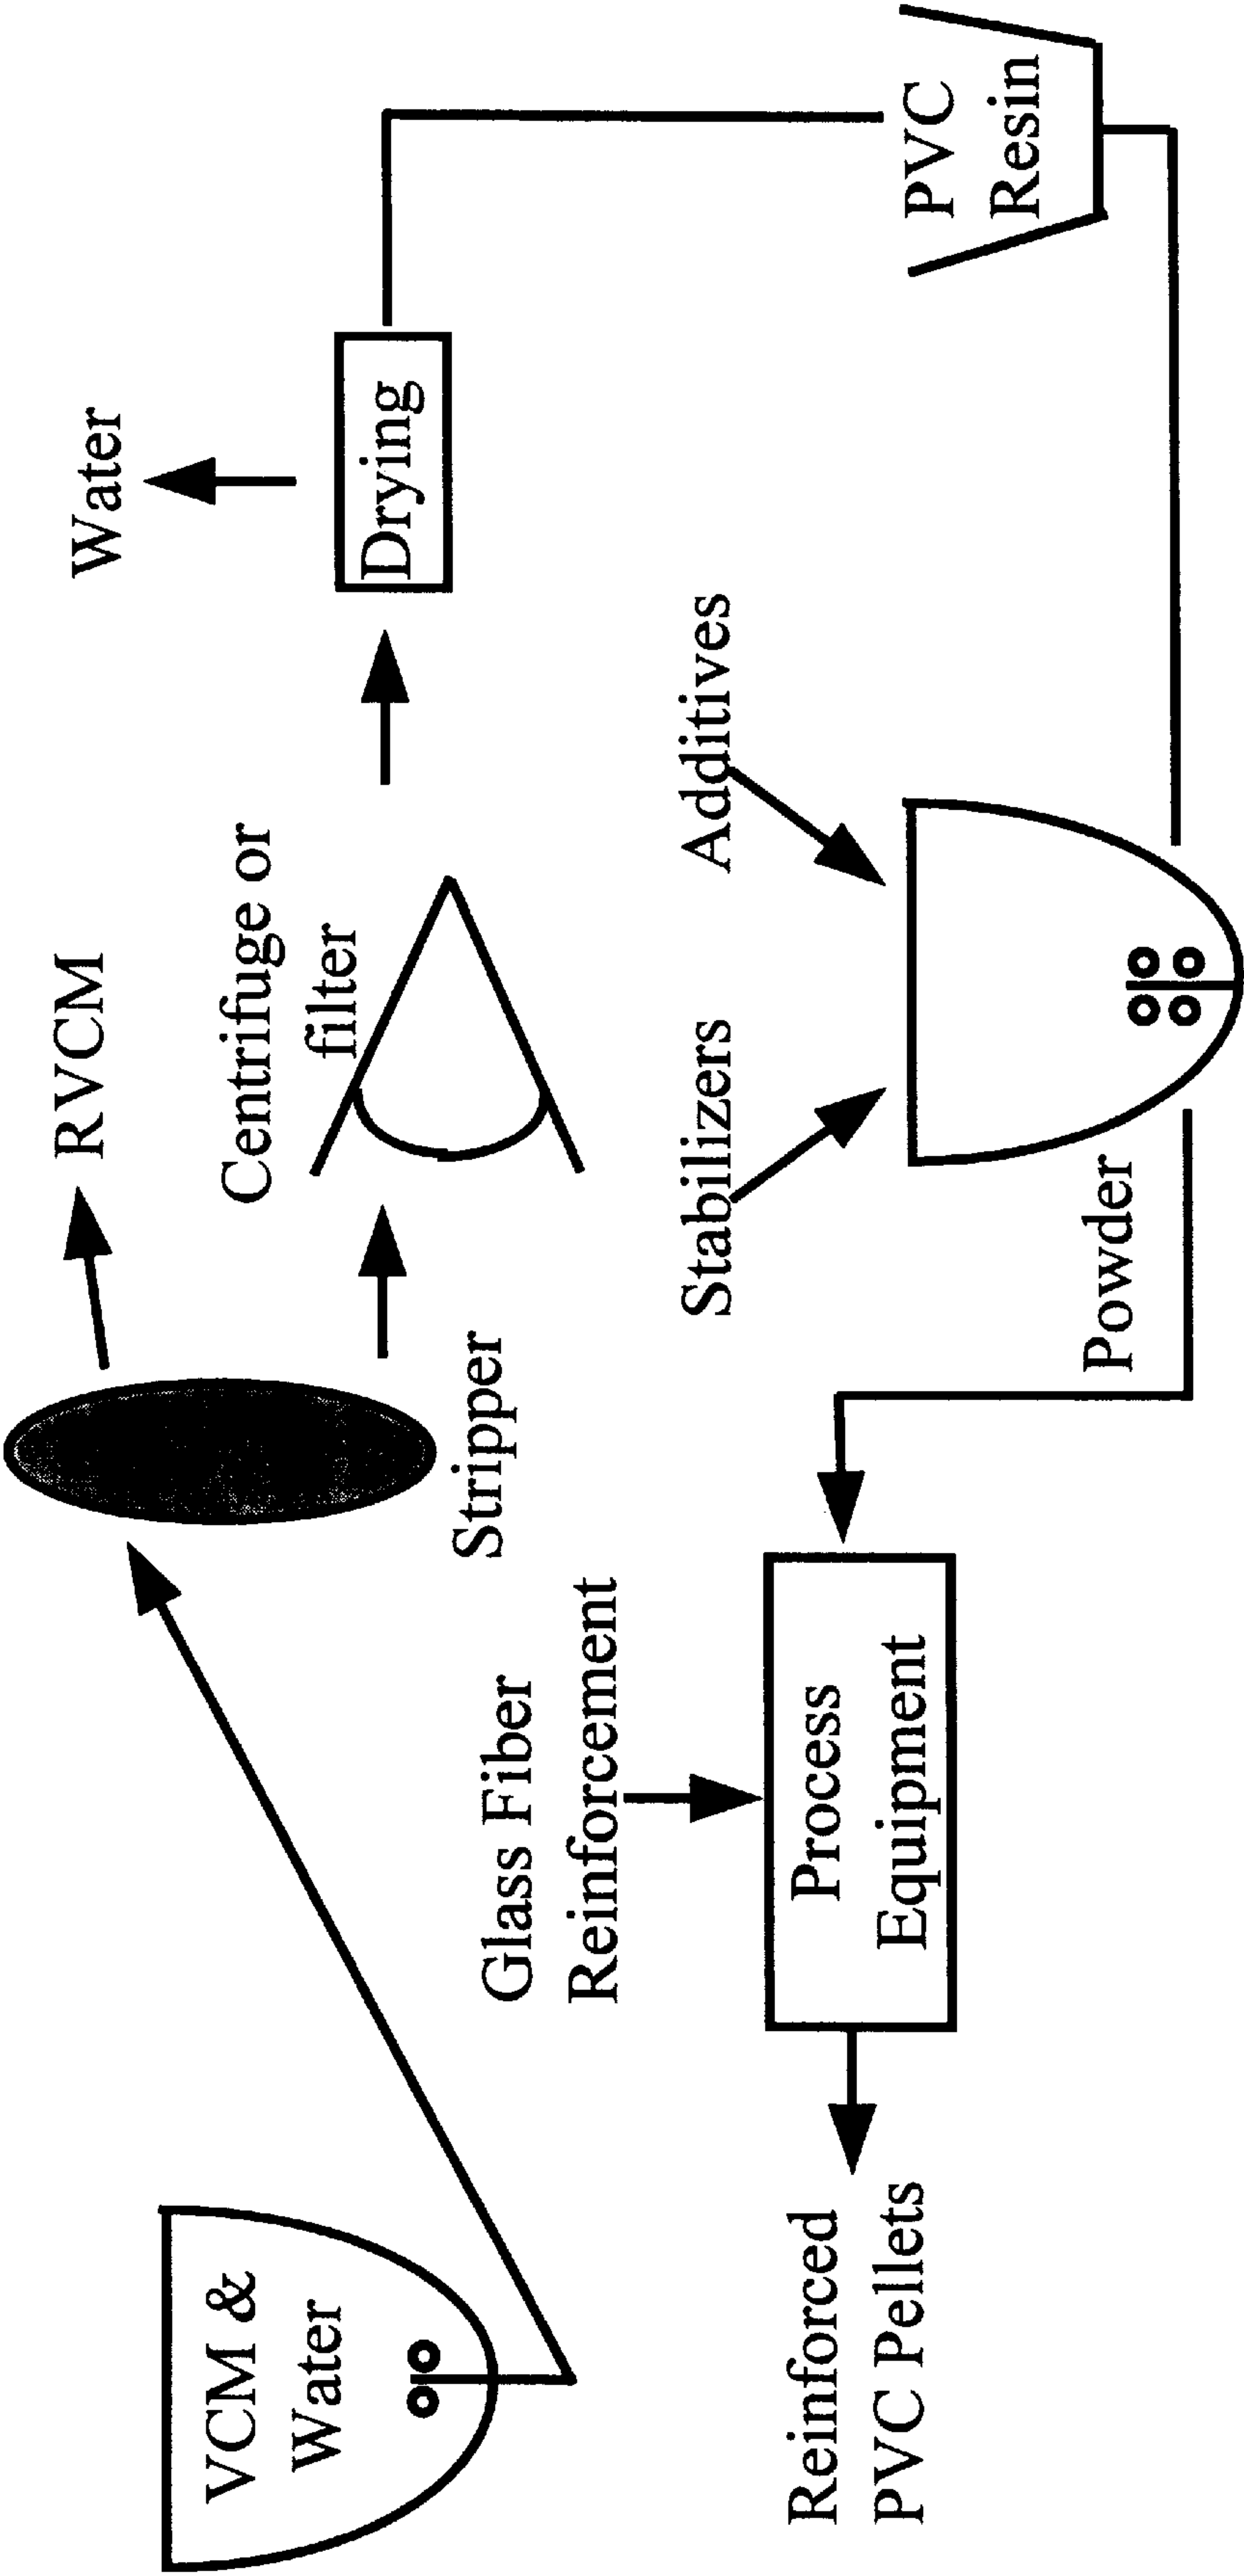 VCM &
Water
Stripper
RVCM
Centrifuge or
filter
Drying
Water
PVC
Resin
Additives
Stabilizers
Powder
Glass Fiber
Reinforcement
Process
Equipment
Reinforced
PVC Pellets